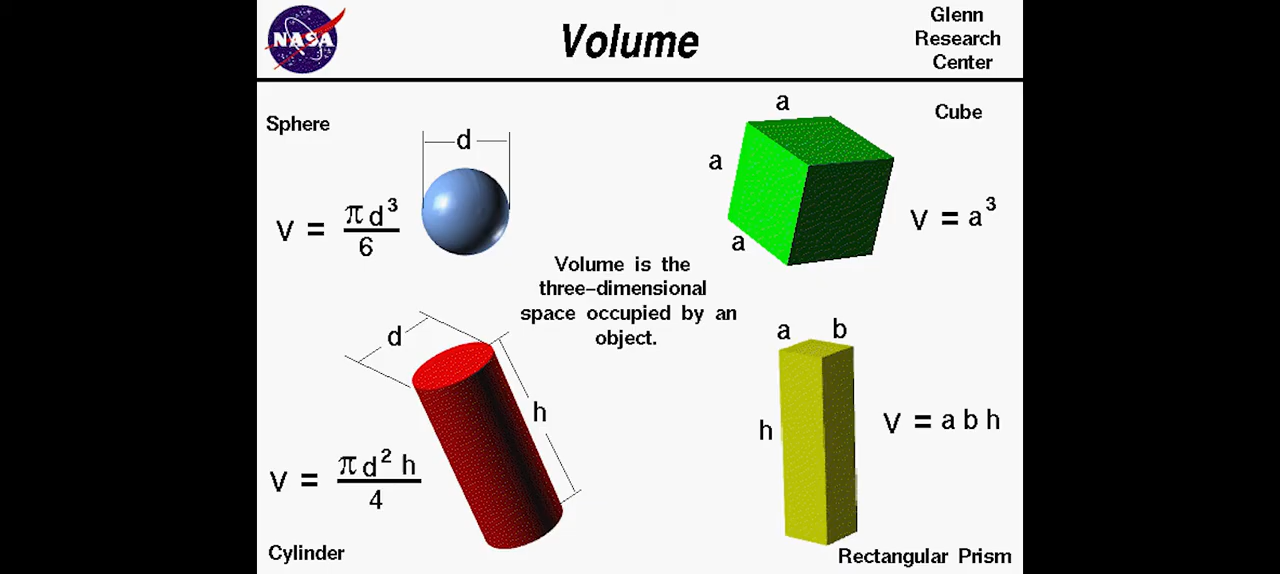 NASA
Volume
Glenn
Research
Center
Sphere
d
V = πd³/6
a
a
a
Cube
V = a³
Volume is the
three-dimensional
space occupied by an
object.
d
h
V = πd²h/4
Cylinder
a b
h
V = a b h
Rectangular Prism